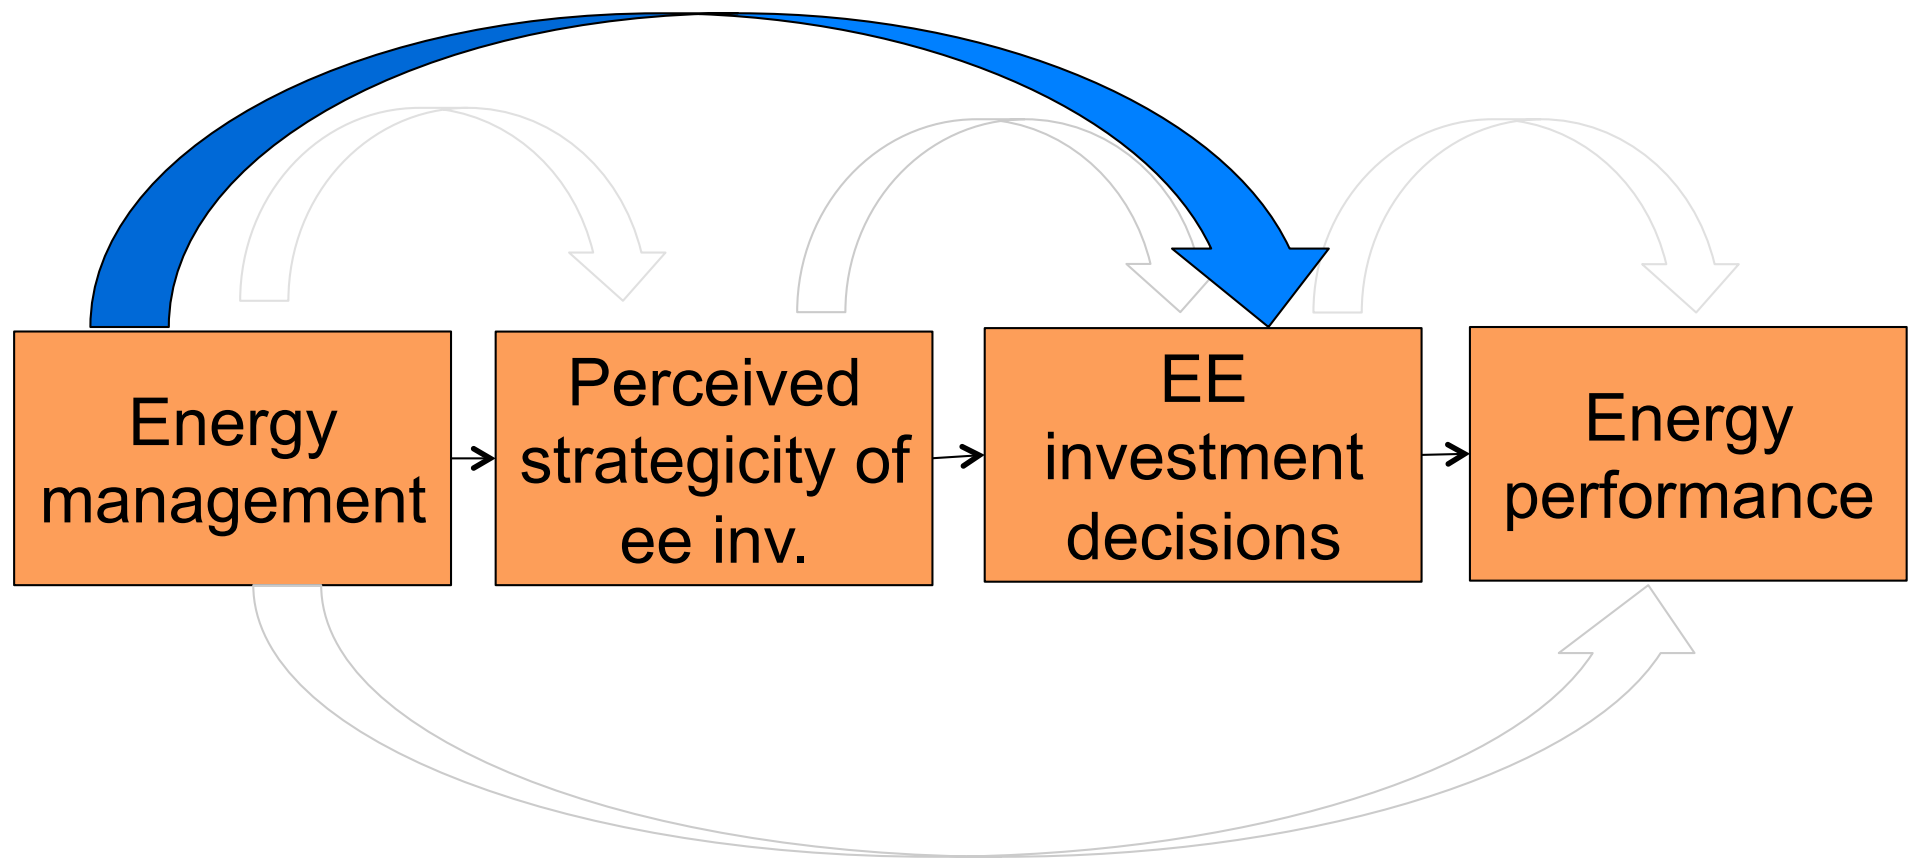 Energy
management
Perceived
strategicity of
ee inv.
EE
investment
decisions
Energy
performance